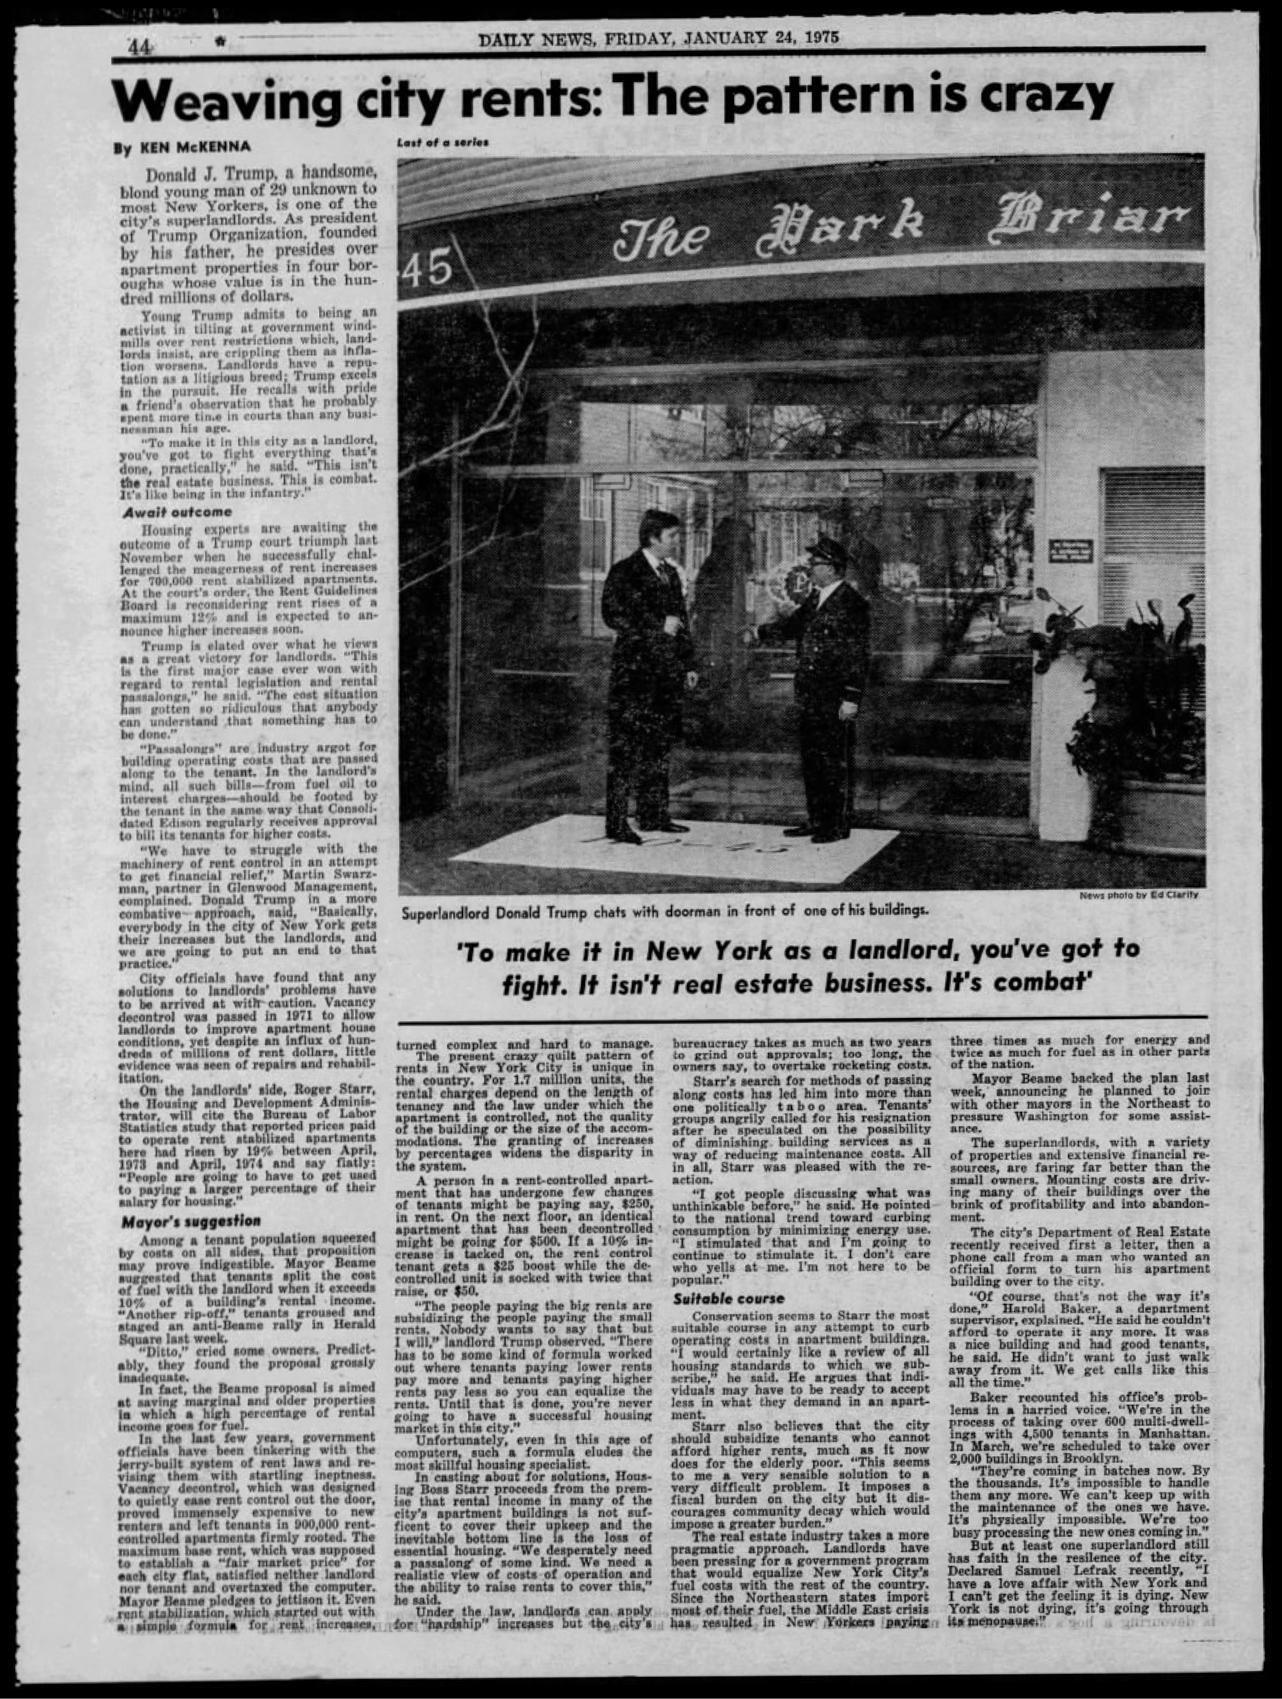 44
DAILY NEWS, FRIDAY, JANUARY 24, 1975
Weaving city rents: The pattern is crazy
By KEN McKENNA
Last of a series
Donald J. Trump, a handsome,
blond young man of 29 unknown to
most New Yorkers, is one of the
city's superlandlords. As president
of Trump Organization, founded
by his father, he presides over
apartment properties in four bor-
oughs whose value is in the hun-
dred millions of dollars.
Young Trump admits to being an
activist in tilting at government wind-
mills over rent restrictions which, land-
lords insist, are crippling them as infla-
tion worsens. Landlords have a repu-
tation as a litigious breed; Trump excels
in the pursuit. He recalls with pride
a friend's observation that he probably
spent more time in courts than any busi-
nessman his age.
"To make it in this city as a landlord,
you've got to fight everything that's
done, practically," he said. "This isn't
the real estate business. This is combat.
It's like being in the infantry."
Await outcome
Housing experts are awaiting the
outcome of a Trump court triumph last
November when he successfully chal-
lenged the meagerness of rent increases
for 700,000 rent stabilized apartments.
At the court's order, the Rent Guidelines
Board is reconsidering rent rises of a
maximum 12% and is expected to an-
nounce higher increases soon.
Trump is elated over what he views
as a great victory for landlords. "This
is the first major case ever won with
regard to rental legislation and rental
passalongs," he said. "The cost situation
has gotten so ridiculous that anybody
can understand that something has to
be done."
"Passalongs" are industry argot for
building operating costs that are passed
along to the tenant. In the landlord's
mind, all such bills—from fuel oil to
interest charges—should be footed by
the tenant in the same way that Consoli-
dated Edison regularly receives approval
to bill its tenants for higher costs.
"We have to struggle with the
machinery of rent control in an attempt
to get financial relief," Martin Swarz-
man, partner in Glenwood Management,
complained. Donald Trump in a more
combative approach, said, "Basically,
everybody in the city of New York gets
their increases but the landlords, and
we are going to put an end to that
practice."
City officials have found that any
solutions to landlords' problems have
to be arrived at with caution. Vacancy
decontrol was passed in 1971 to allow
landlords to improve apartment house
conditions, yet despite an influx of hun-
dreds of millions of rent dollars, little
evidence was seen of repairs and rehabil-
itation.
On the landlords' side, Roger Starr,
the Housing and Development Adminis-
trator, will cite the Bureau of Labor
Statistics study that reported prices paid
to operate rent stabilized apartments
here had risen by 19% between April,
1973 and April, 1974 and say flatly:
"People are going to have to get used
to paying a larger percentage of their
salary for housing."
Mayor's suggestion
Among a tenant population squeezed
by costs on all sides, that proposition
may prove indigestible. Mayor Beame
suggested that tenants split the cost
of fuel with the landlord when it exceeds
10% of a building's rental income.
"Another rip-off," tenants groused and
staged an anti-Beame rally in Herald
Square last week.
"Ditto," cried some owners. Predict-
ably, they found the proposal grossly
inadequate.
In fact, the Beame proposal is aimed
at saving marginal and older properties
in which a high percentage of rental
income goes for fuel.
In the last few years, government
officials have been tinkering with the
jerry-built system of rent laws and re-
vising them with startling ineptness.
Vacancy decontrol, which was designed
to quietly ease rent control out the door,
proved immensely expensive to new
renters and left tenants in 900,000 rent-
controlled apartments firmly rooted. The
maximum base rent, which was supposed
to establish a "fair market price" for
each city flat, satisfied neither landlord
nor tenant and overtaxed the computer.
Mayor Beame pledges to jettison it. Even
rent stabilization, which started out with
a simple formula for rent increases,
45
The Park Briar
P
News photo by Ed Clarity
Superlandlord Donald Trump chats with doorman in front of one of his buildings.
'To make it in New York as a landlord, you've got to
fight. It isn't real estate business. It's combat'
turned complex and hard to manage.
The present crazy quilt pattern of
rents in New York City is unique in
the country. For 1.7 million units, the
rental charges depend on the length of
tenancy and the law under which the
apartment is controlled, not the quality
of the building or the size of the accom-
modations. The granting of increases
by percentages widens the disparity in
the system.
A person in a rent-controlled apart-
ment that has undergone few changes
of tenants might be paying say, $250,
in rent. On the next floor, an identical
apartment that has been decontrolled
might be going for $500. If a 10% in-
crease is tacked on, the rent control
tenant gets a $25 boost while the de-
controlled unit is socked with twice that
raise, or $50.
"The people paying the big rents are
subsidizing the people paying the small
rents. Nobody wants to say that but
I will," landlord Trump observed. "There
has to be some kind of formula worked
out where tenants paying lower rents
pay more and tenants paying higher
rents pay less so you can equalize the
rents. Until that is done, you're never
going to have a successful housing
market in this city."
Unfortunately, even in this age of
computers, such a formula eludes the
most skillful housing specialist.
In casting about for solutions, Hous-
ing Boss Starr proceeds from the prem-
ise that rental income in many of the
city's apartment buildings is not suf-
ficent to cover their upkeep and the
inevitable bottom line is the loss of
essential housing. "We desperately need
a passalong of some kind. We need a
realistic view of costs of operation and
the ability to raise rents to cover this,"
he said.
Under the law, landlords can apply
for "hardship" increases but the city's
bureaucracy takes as much as two years
to grind out approvals; too long, the
owners say, to overtake rocketing costs.
Starr's search for methods of passing
along costs has led him into more than
one politically taboo area. Tenants'
groups angrily called for his resignation
after he speculated on the possibility
of diminishing building services as a
way of reducing maintenance costs. All
in all, Starr was pleased with the re-
action.
"I got people discussing what was
unthinkable before," he said. He pointed
to the national trend toward curbing
consumption by minimizing energy use.
"I stimulated that and I'm going to
continue to stimulate it. I don't care
who yells at me. I'm not here to be
popular."
Suitable course
Conservation seems to Starr the most
suitable course in any attempt to curb
operating costs in apartment buildings.
"I would certainly like a review of all
housing standards to which we sub-
scribe," he said. He argues that indi-
viduals may have to be ready to accept
less in what they demand in an apart-
ment.
Starr also believes that the city
should subsidize tenants who cannot
afford higher rents, much as it now
does for the elderly poor. "This seems
to me a very sensible solution to a
very difficult problem. It imposes a
fiscal burden on the city but it dis-
courages community decay which would
impose a greater burden."
The real estate industry takes a more
pragmatic approach. Landlords have
been pressing for a government program
that would equalize New York City's
fuel costs with the rest of the country.
Since the Northeastern states import
most of their fuel, the Middle East crisis
has resulted in New Yorkers paying
three times as much for energy and
twice as much for fuel as in other parts
of the nation.
Mayor Beame backed the plan last
week, announcing he planned to join
with other mayors in the Northeast to
pressure Washington for some assist-
ance.
The superlandlords, with a variety
of properties and extensive financial re-
sources, are faring far better than the
small owners. Mounting costs are driv-
ing many of their buildings over the
brink of profitability and into abandon-
ment.
The city's Department of Real Estate
recently received first a letter, then a
phone call from a man who wanted an
official form to turn his apartment
building over to the city.
"Of course, that's not the way it's
done," Harold Baker, a department
supervisor, explained. "He said he couldn't
afford to operate it any more. It was
a nice building and had good tenants,
he said. He didn't want to just walk
away from it. We get calls like this
all the time."
Baker recounted his office's prob-
lems in a harried voice. "We're in the
process of taking over 600 multi-dwell-
ings with 4,500 tenants in Manhattan.
In March, we're scheduled to take over
2,000 buildings in Brooklyn.
"They're coming in batches now. By
the thousands. It's impossible to handle
them any more. We can't keep up with
the maintenance of the ones we have.
It's physically impossible. We're too
busy processing the new ones coming in."
But at least one superlandlord still
has faith in the resilence of the city.
Declared Samuel Lefrak recently, "I
have a love affair with New York and
I can't get the feeling it is dying. New
York is not dying, it's going through
its menopause."